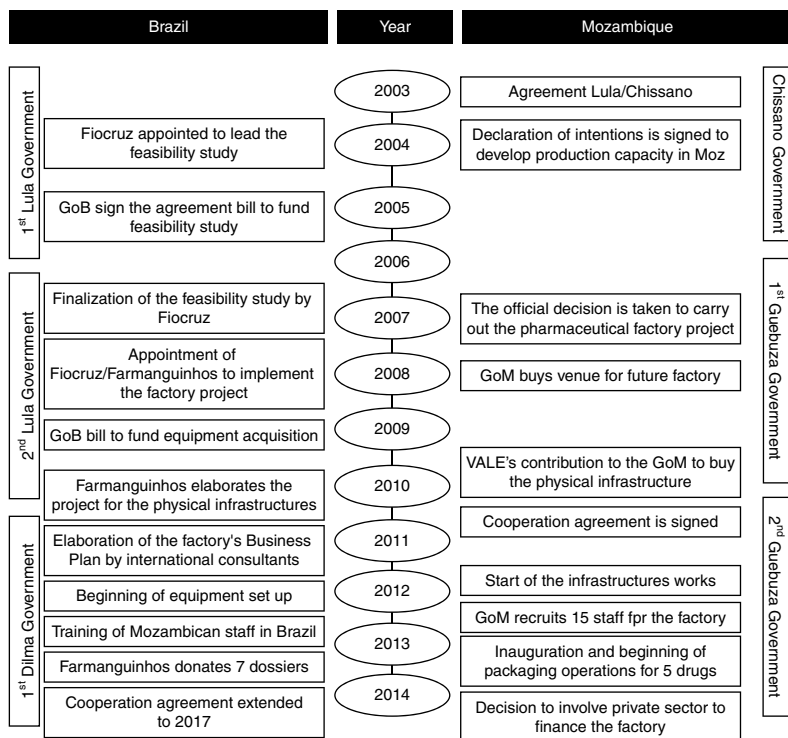 Brazil
Year
Mozambique
1st Lula Government
2nd Lula Government
1st Dilma Government
Fiocruz appointed to lead the
feasibility study
GoB sign the agreement bill to fund
feasibility study
Finalization of the feasibility study by
Fiocruz
Appointment of
Fiocruz/Farmanguinhos to implement
the factory project
GoB bill to fund equipment acquisition
Farmanguinhos elaborates the
project for the physical infrastructures
Elaboration of the factory's Business
Plan by international consultants
Beginning of equipment set up
Training of Mozambican staff in Brazil
Farmanguinhos donates 7 dossiers
Cooperation agreement extended
to 2017
2003
2004
2005
2006
2007
2008
2009
2010
2011
2012
2013
2014
Agreement Lula/Chissano
Declaration of intentions is signed to
develop production capacity in Moz
The official decision is taken to carry
out the pharmaceutical factory project
GoM buys venue for future factory
VALE's contribution to the GoM to buy
the physical infrastructure
Cooperation agreement is signed
Start of the infrastructures works
GoM recruits 15 staff fpr the factory
Inauguration and beginning of
packaging operations for 5 drugs
Decision to involve private sector to
finance the factory
Chissano Government
1st Guebuza Government
2nd Guebuza Government